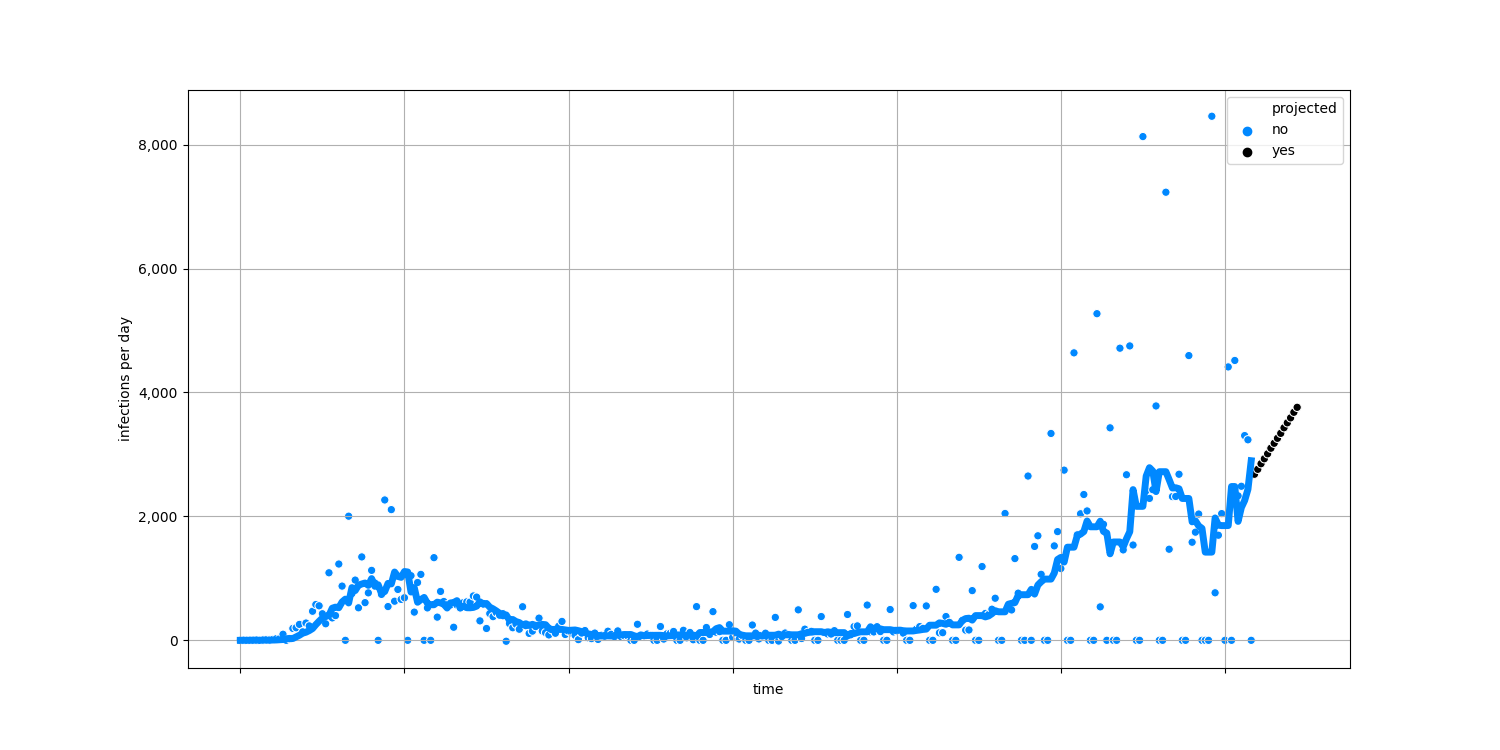 projected
no
yes
8,000
6,000
4,000
2,000
0
infections per day
time